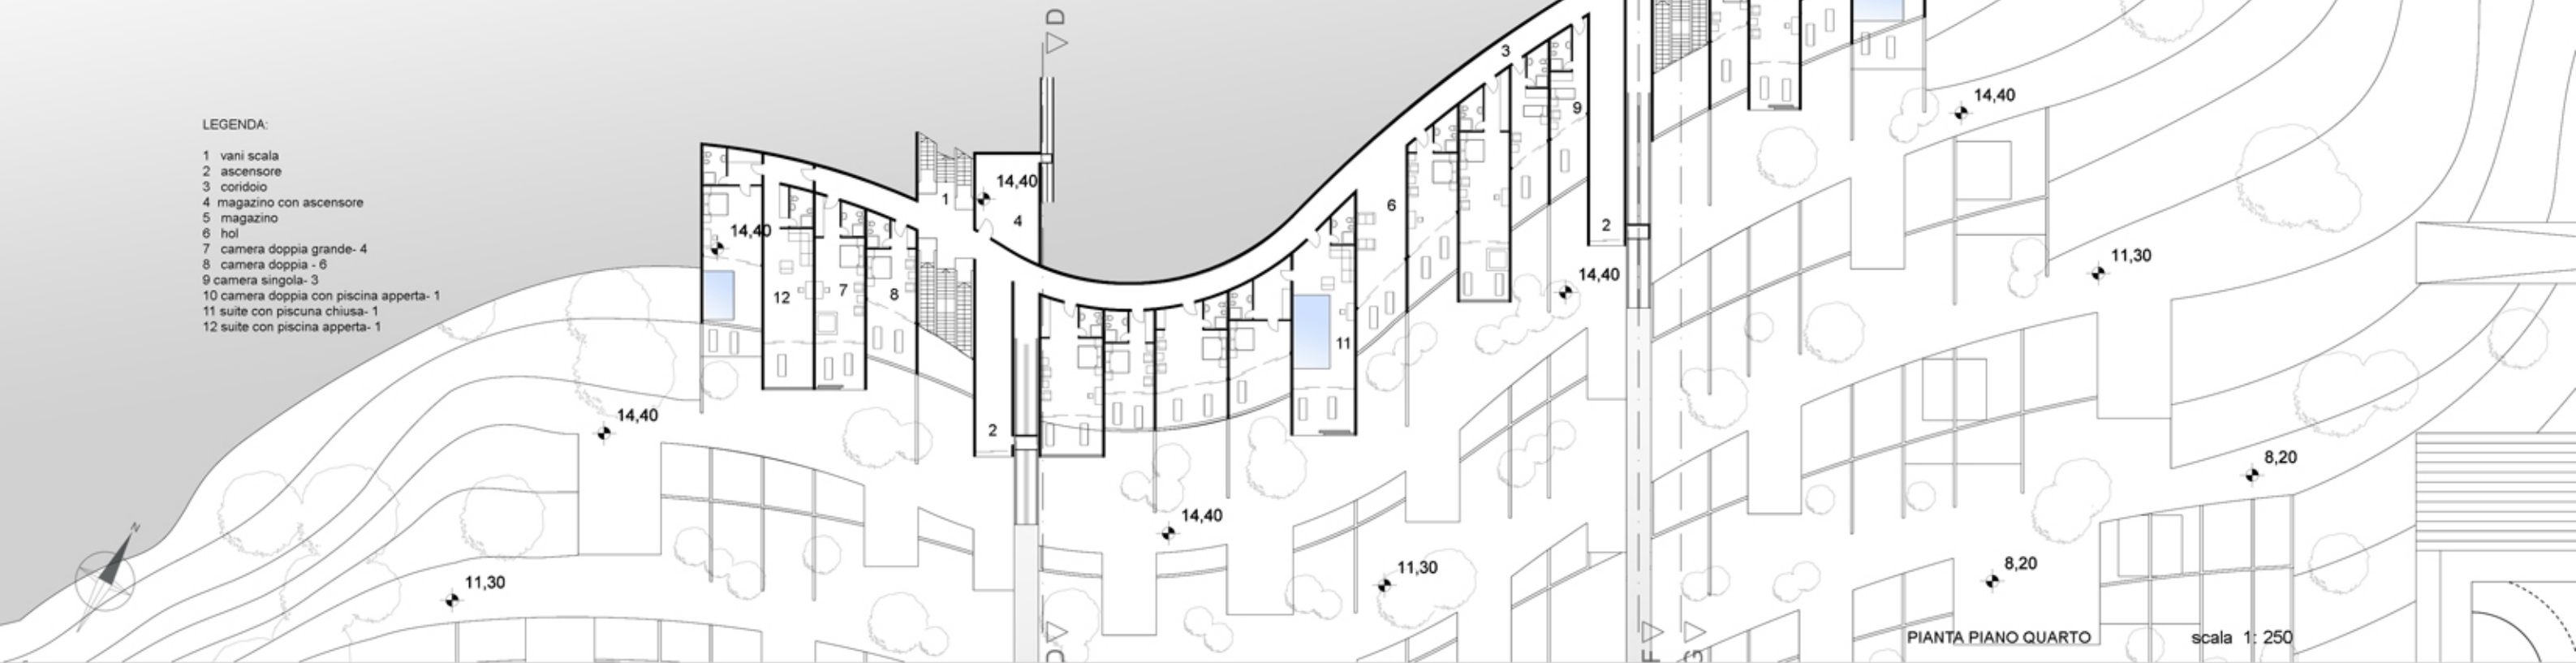 D
LEGENDA:
1 vani scala
2 ascensore
3 coridoio
4 magazino con ascensore
5 magazino
6 hol
7 camera doppia grande- 4
8 camera doppia - 6
9 camera singola- 3
10 camera doppia con piscina apperta- 1
11 suite con piscuna chiusa- 1
12 suite con piscina apperta- 1
3
14,40
9
14,40
1
4
6
2
14,40
11,30
14,40
12
7
8
11
14,40
2
8,20
14,40
N
11,30
11,30
8,20
D
F
G
PIANTA PIANO QUARTO
scala 1: 250